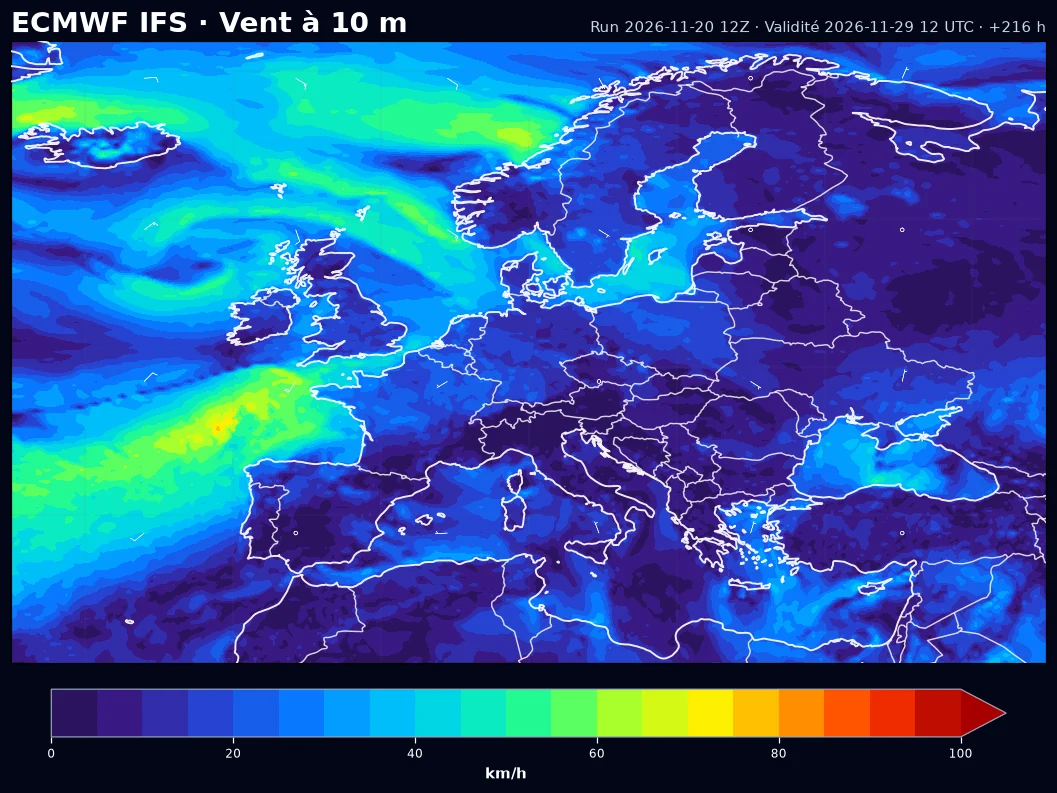 ECMWF IFS · Vent à 10 m
Run 2026-11-20 12Z · Validité 2026-11-29 12 UTC · +216 h
0 20 40 60 80 100
km/h